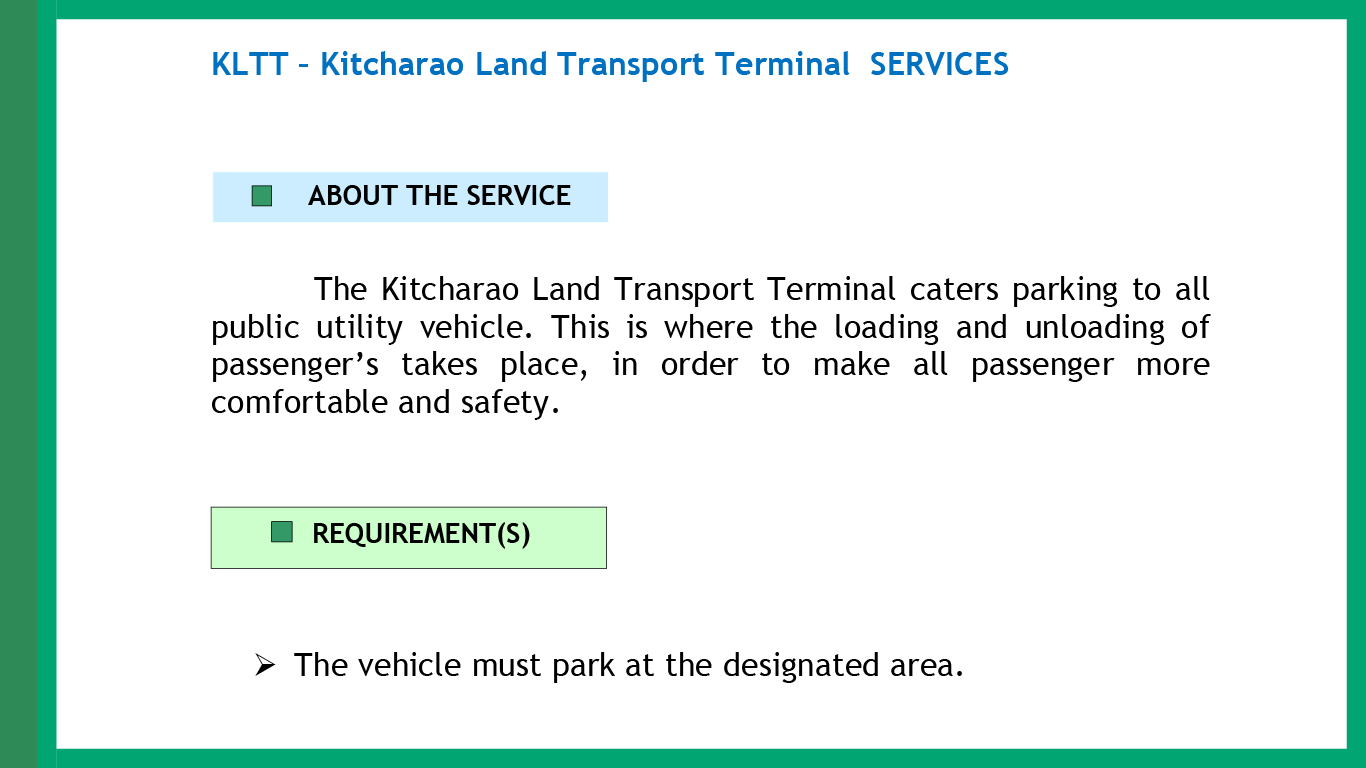 KLTT – Kitcharao Land Transport Terminal SERVICES
ABOUT THE SERVICE
The Kitcharao Land Transport Terminal caters parking to all
public utility vehicle. This is where the loading and unloading of
passenger’s takes place, in order to make all passenger more
comfortable and safety.
REQUIREMENT(S)
➢ The vehicle must park at the designated area.